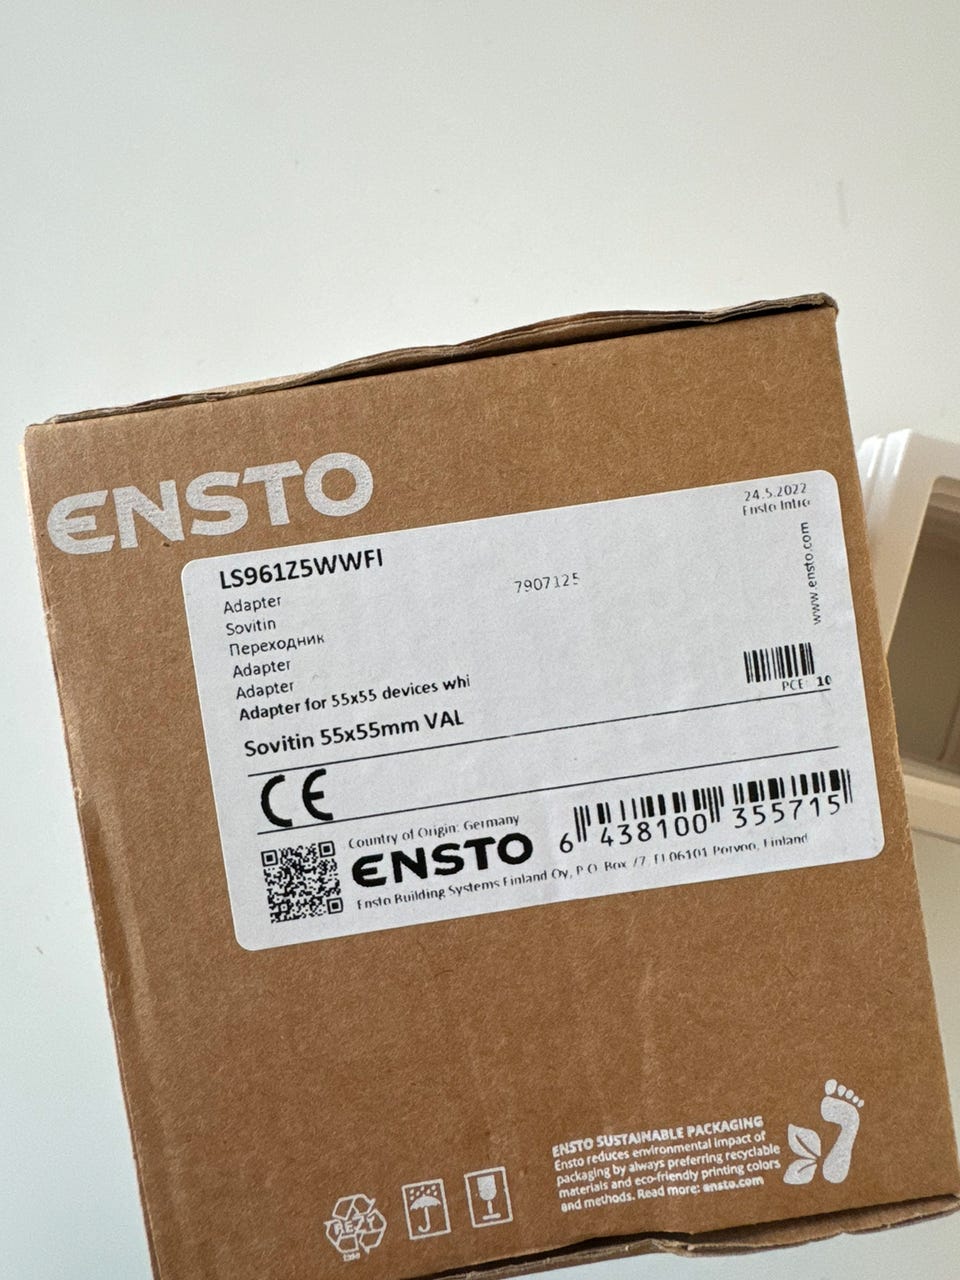 ENSTO
24.5.2022
Ensto Intro
LS961Z5WWFI
7907125
Adapter
Sovitin
Переходник
Adapter
Adapter
Adapter for 55x55 devices whi
Sovitin 55x55mm VAL
www.ensto.com
PCE: 10
CE
Country of Origin: Germany
ENSTO
6 438100 355715
Ensto Building Systems Finland Oy, P.O. Box 77, FI 06101 Porvoo, Finland
ENSTO SUSTAINABLE PACKAGING
Ensto reduces environmental impact of
packaging by always preferring recyclable
materials and eco-friendly printing colors
and methods. Read more: ensto.com
REZY